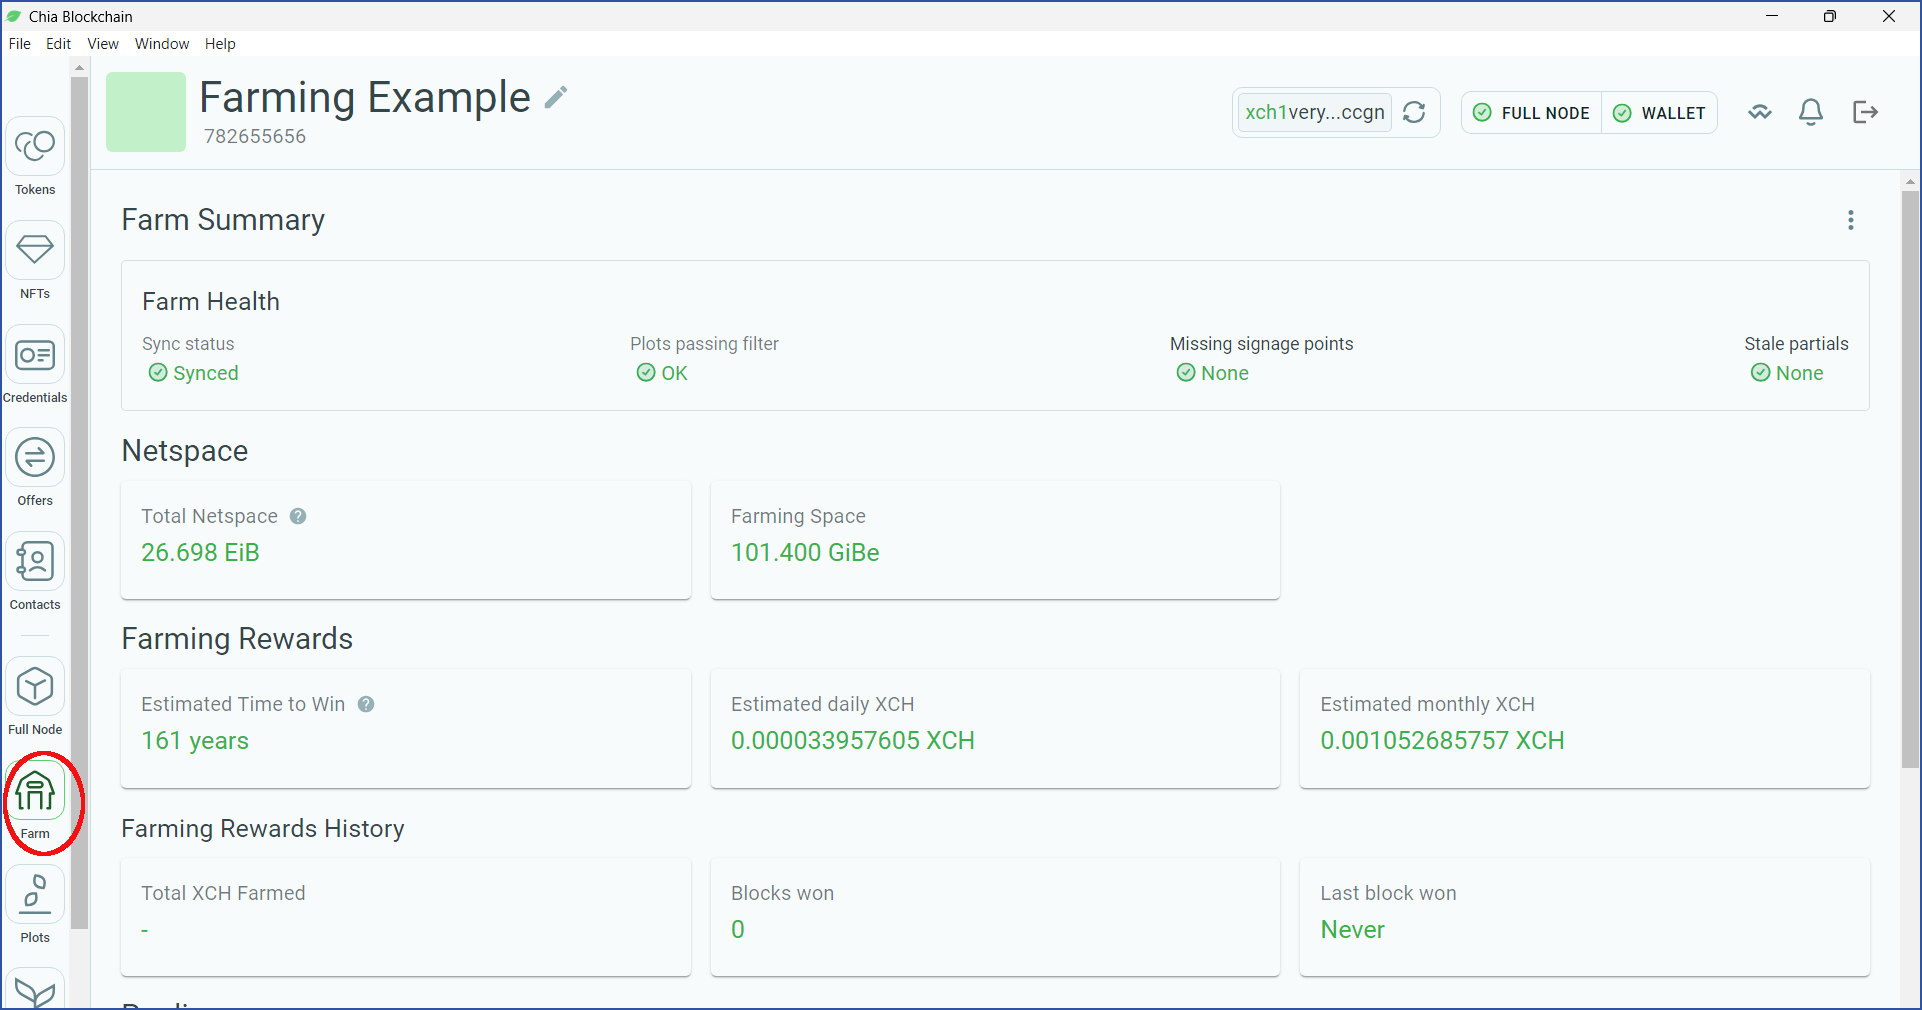 Chia Blockchain
File Edit View Window Help
Farming Example
782655656
xch1very...ccgn
FULL NODE
WALLET
Tokens
NFTs
Credentials
Offers
Contacts
Full Node
Farm
Plots
Farm Summary
Farm Health
Sync status
Synced
Plots passing filter
OK
Missing signage points
None
Stale partials
None
Netspace
Total Netspace ?
26.698 EiB
Farming Space
101.400 GiBe
Farming Rewards
Estimated Time to Win ?
161 years
Estimated daily XCH
0.000033957605 XCH
Estimated monthly XCH
0.001052685757 XCH
Farming Rewards History
Total XCH Farmed
-
Blocks won
0
Last block won
Never